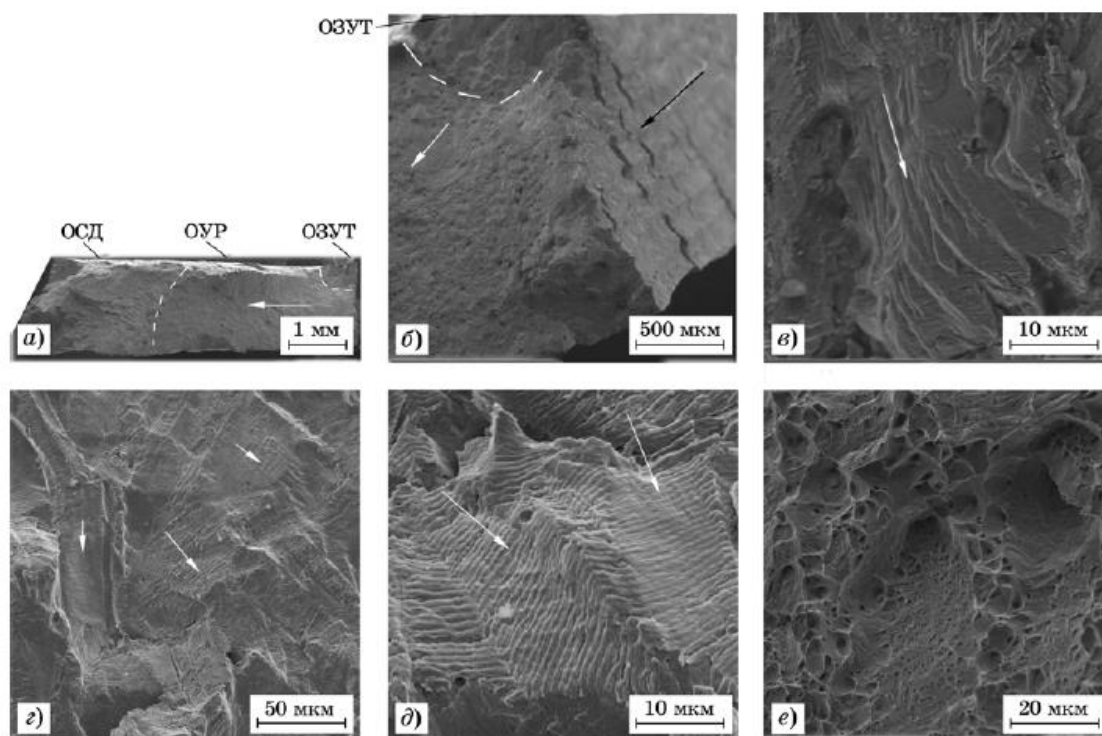 ОЗУТ
ОСД ОУР ОЗУТ
а) 1 мм
б) 500 мкм
в) 10 мкм
г) 50 мкм
д) 10 мкм
е) 20 мкм